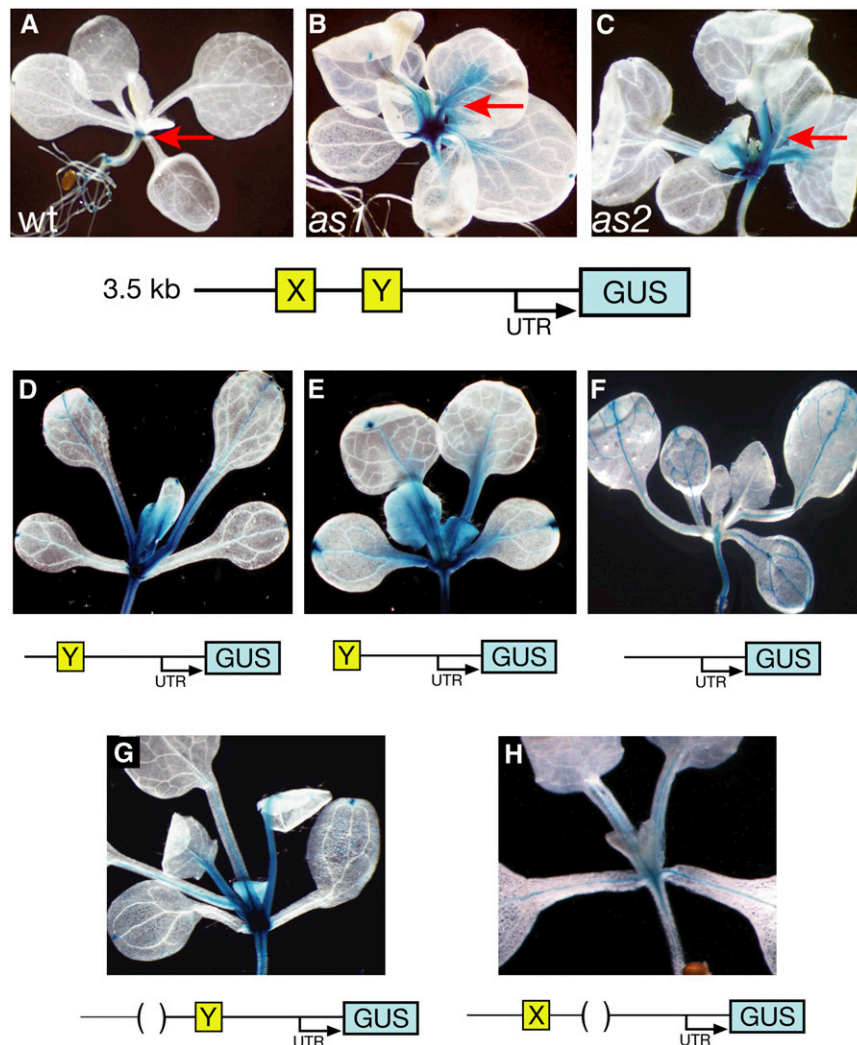 A
B
C
wt
as1
as2
3.5 kb X Y UTR GUS
D
E
F
Y UTR GUS
Y UTR GUS
UTR GUS
G
H
( ) Y UTR GUS
X ( ) UTR GUS